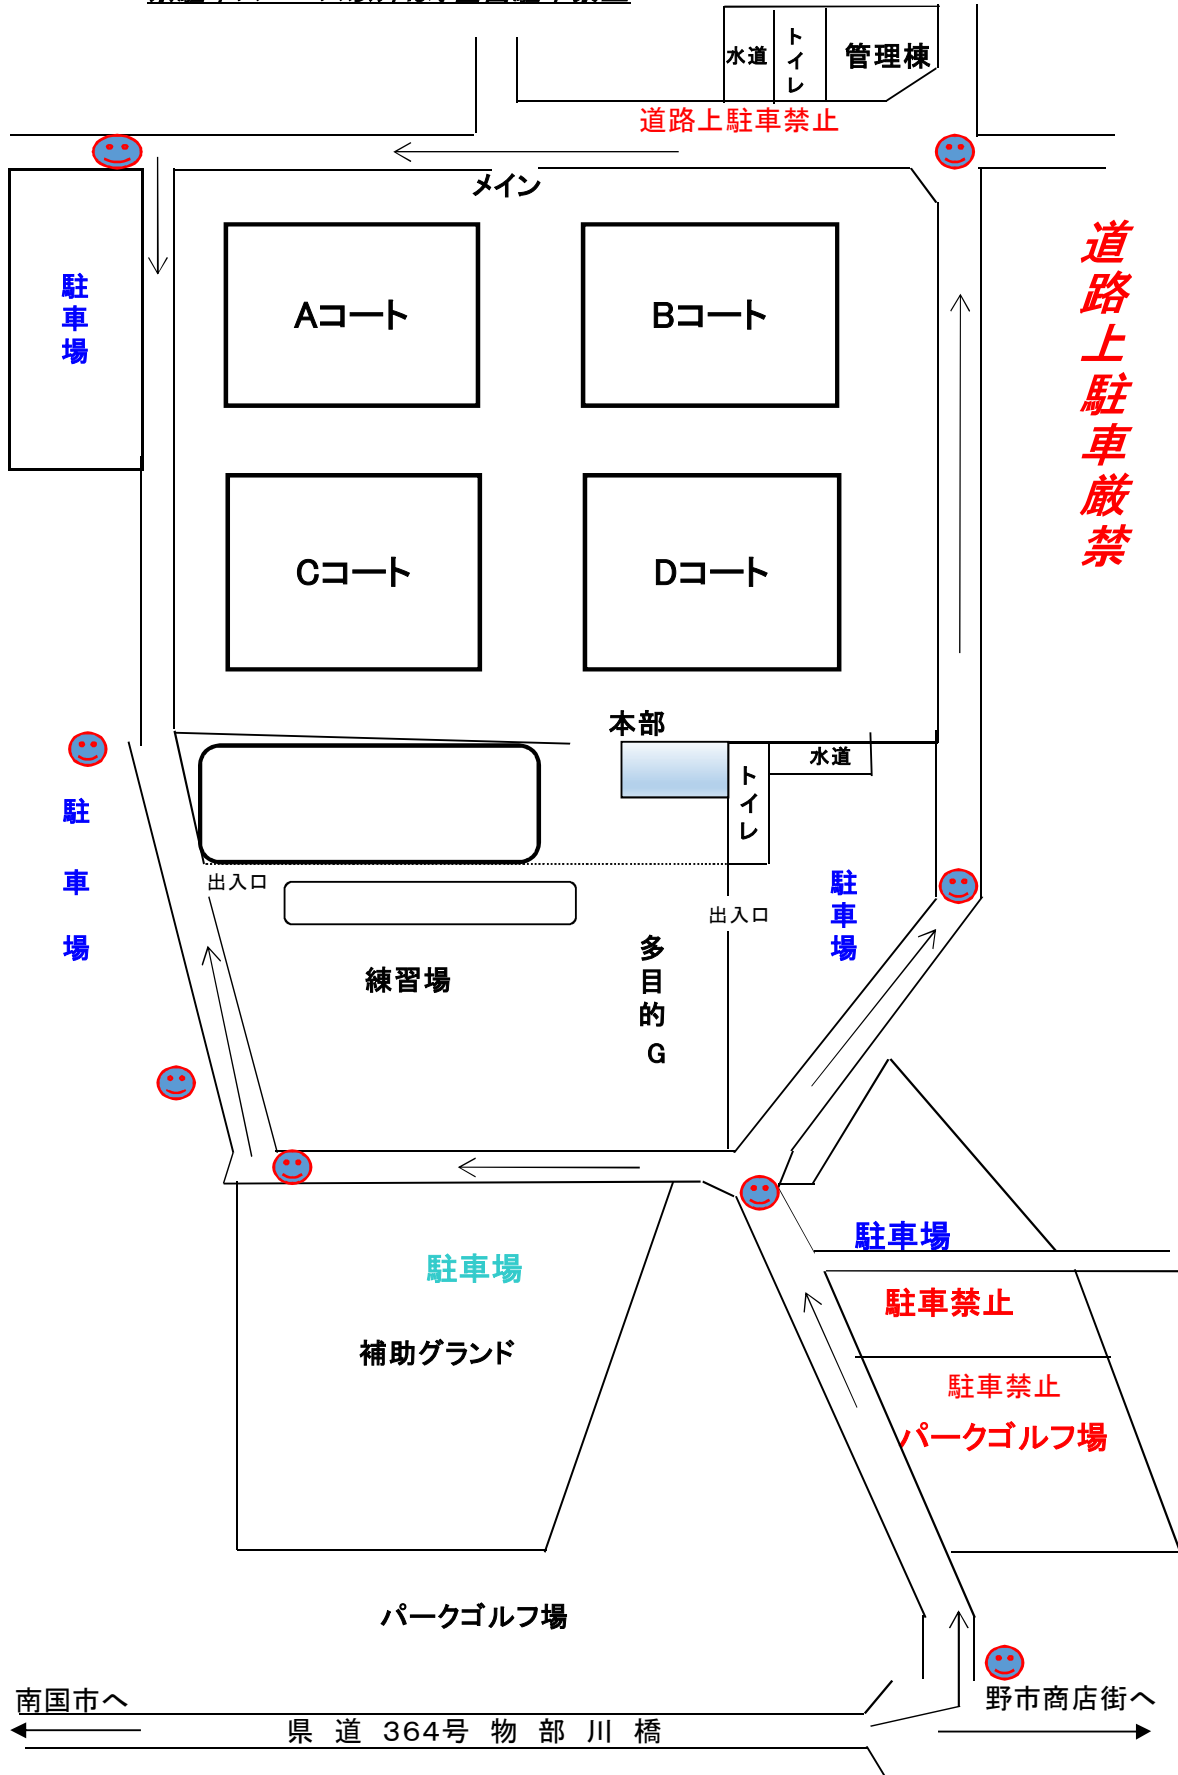 水道
トイレ
管理棟
道路上駐車禁止
メイン
道路上駐車厳禁
駐車場
Aコート
Bコート
Cコート
Dコート
本部
水道
トイレ
駐車場
出入口
出入口
駐車場
練習場
多目的G
駐車場
駐車場
駐車禁止
補助グランド
駐車禁止
パークゴルフ場
パークゴルフ場
南国市へ
野市商店街へ
県道 364号 物部川橋